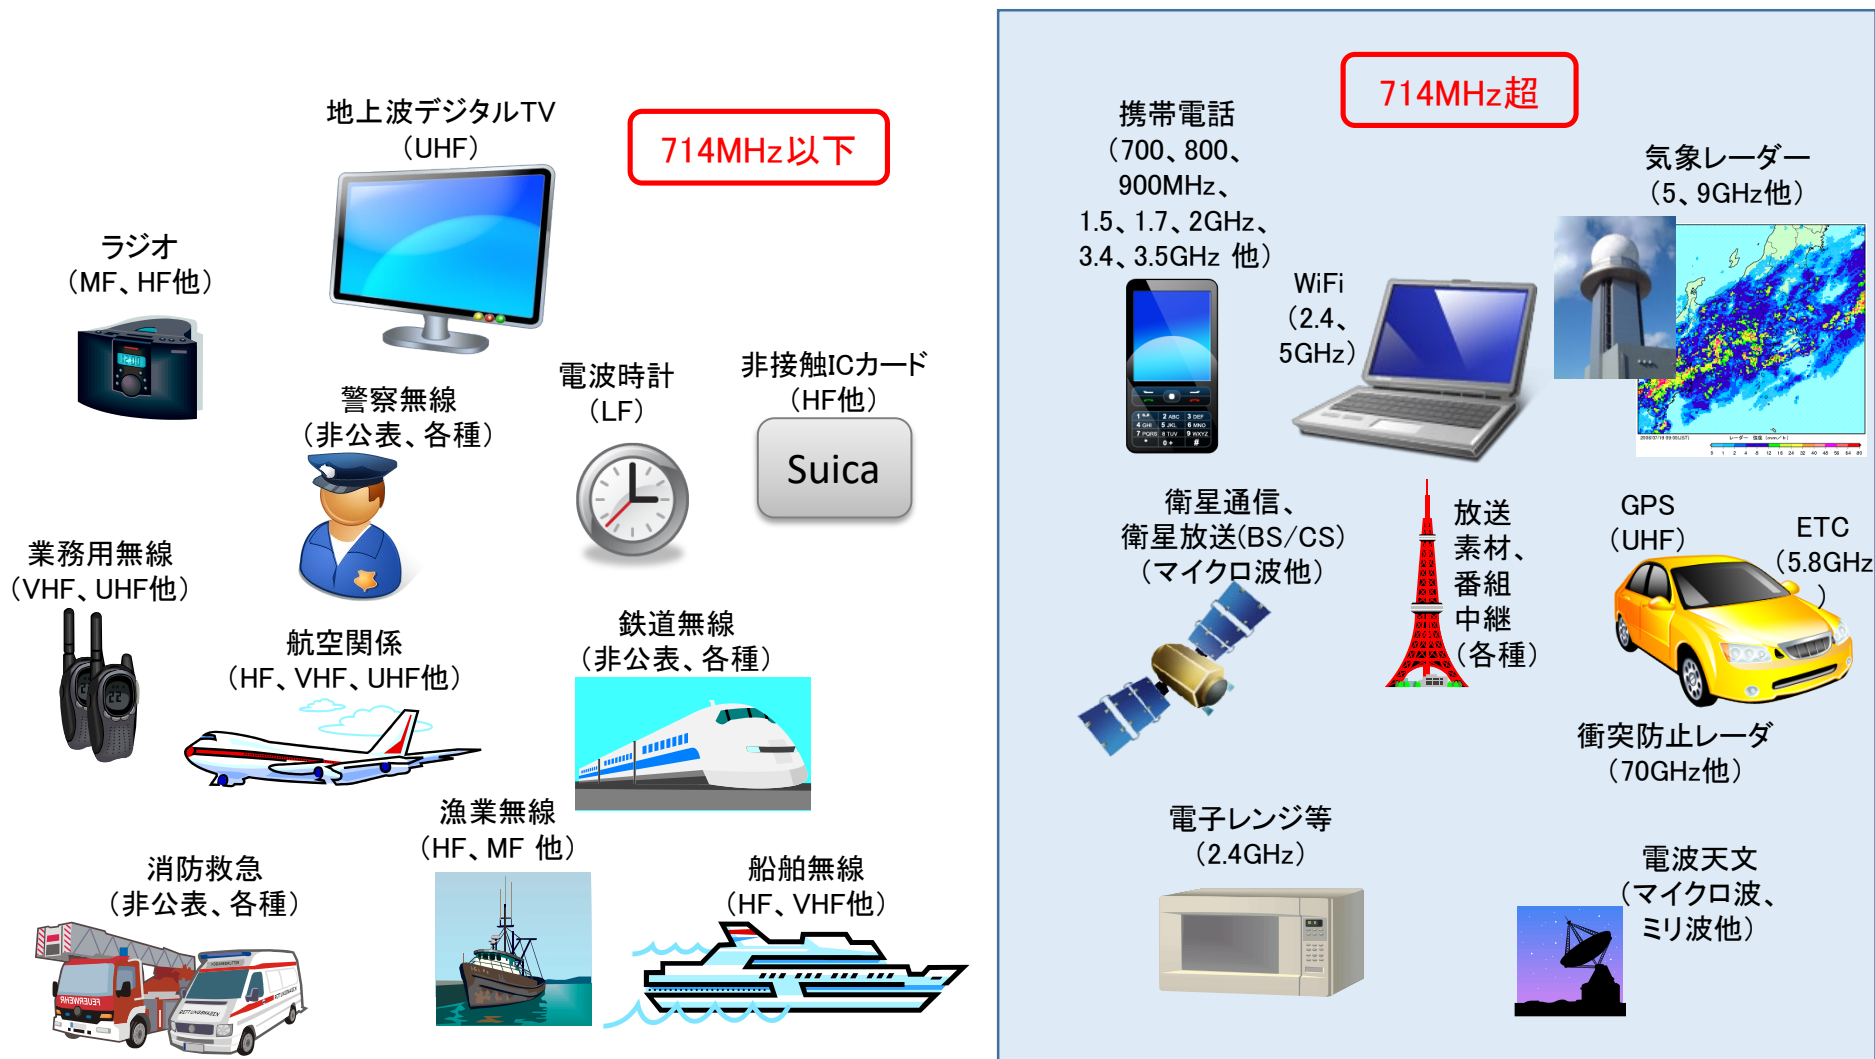 714MHz以下
地上波デジタルTV
（UHF）
ラジオ
（MF、HF他）
電波時計
（LF）
非接触ICカード
（HF他）
Suica
警察無線
（非公表、各種）
業務用無線
（VHF、UHF他）
航空関係
（HF、VHF、UHF他）
鉄道無線
（非公表、各種）
漁業無線
（HF、MF 他）
消防救急
（非公表、各種）
船舶無線
（HF、VHF他）
714MHz超
携帯電話
（700、800、
900MHz、
1.5、1.7、2GHz、
3.4、3.5GHz 他）
WiFi
（2.4、
5GHz）
気象レーダー
（5、9GHz他）
衛星通信、
衛星放送(BS/CS)
（マイクロ波他）
放送
素材、
番組
中継
（各種）
GPS
（UHF）
ETC
（5.8GHz
）
衝突防止レーダ
（70GHz他）
電子レンジ等
（2.4GHz）
電波天文
（マイクロ波、
ミリ波他）